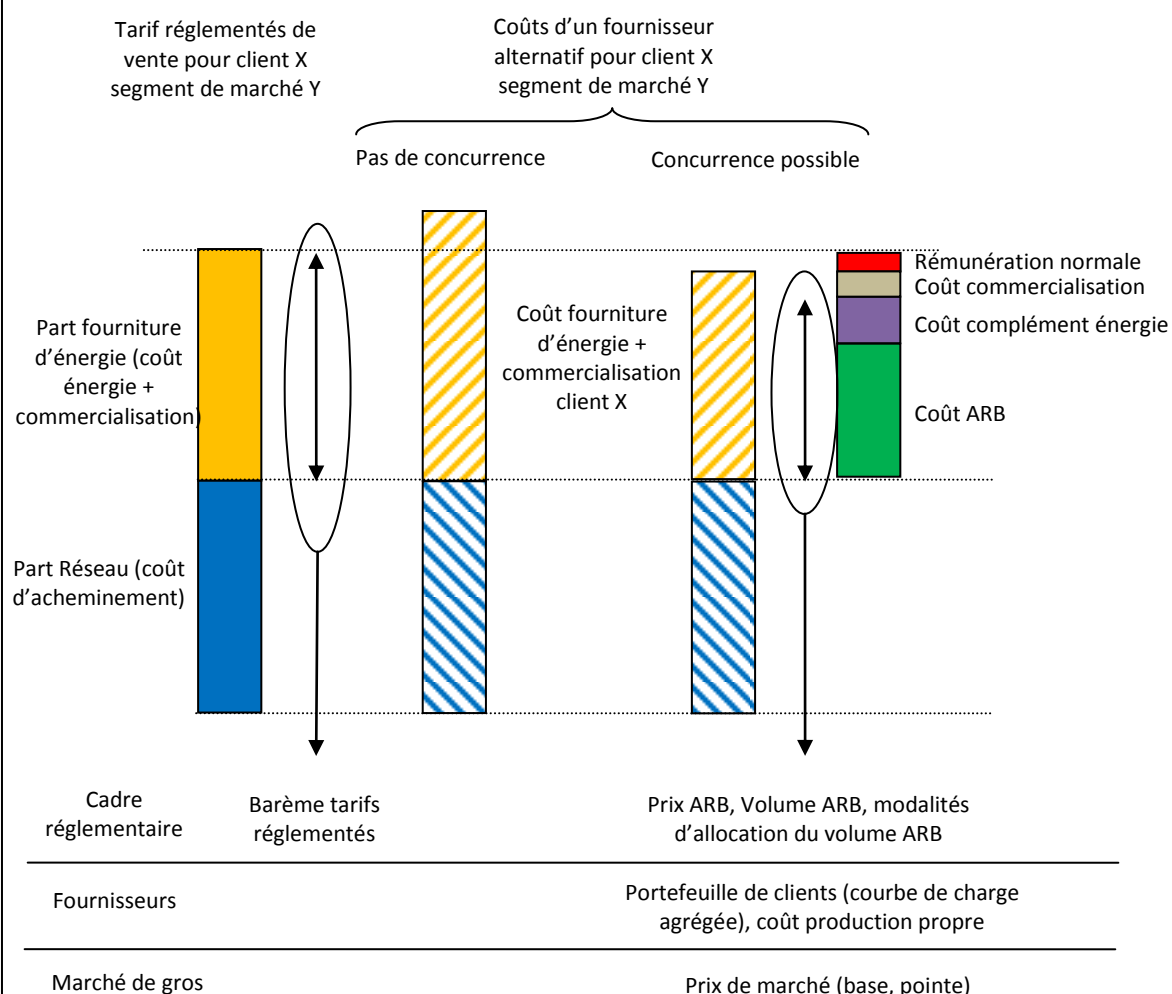 Tarif réglementés de
vente pour client X
segment de marché Y
Coûts d’un fournisseur
alternatif pour client X
segment de marché Y
Pas de concurrence
Concurrence possible
Part fourniture
d’énergie (coût
énergie +
commercialisation)
Coût fourniture
d’énergie +
commercialisation
client X
Rémunération normale
Coût commercialisation
Coût complément énergie
Coût ARB
Part Réseau (coût
d’acheminement)
Cadre
réglementaire
Barème tarifs
réglementés
Prix ARB, Volume ARB, modalités
d’allocation du volume ARB
Fournisseurs
Portefeuille de clients (courbe de charge
agrégée), coût production propre
Marché de gros
Prix de marché (base, pointe)